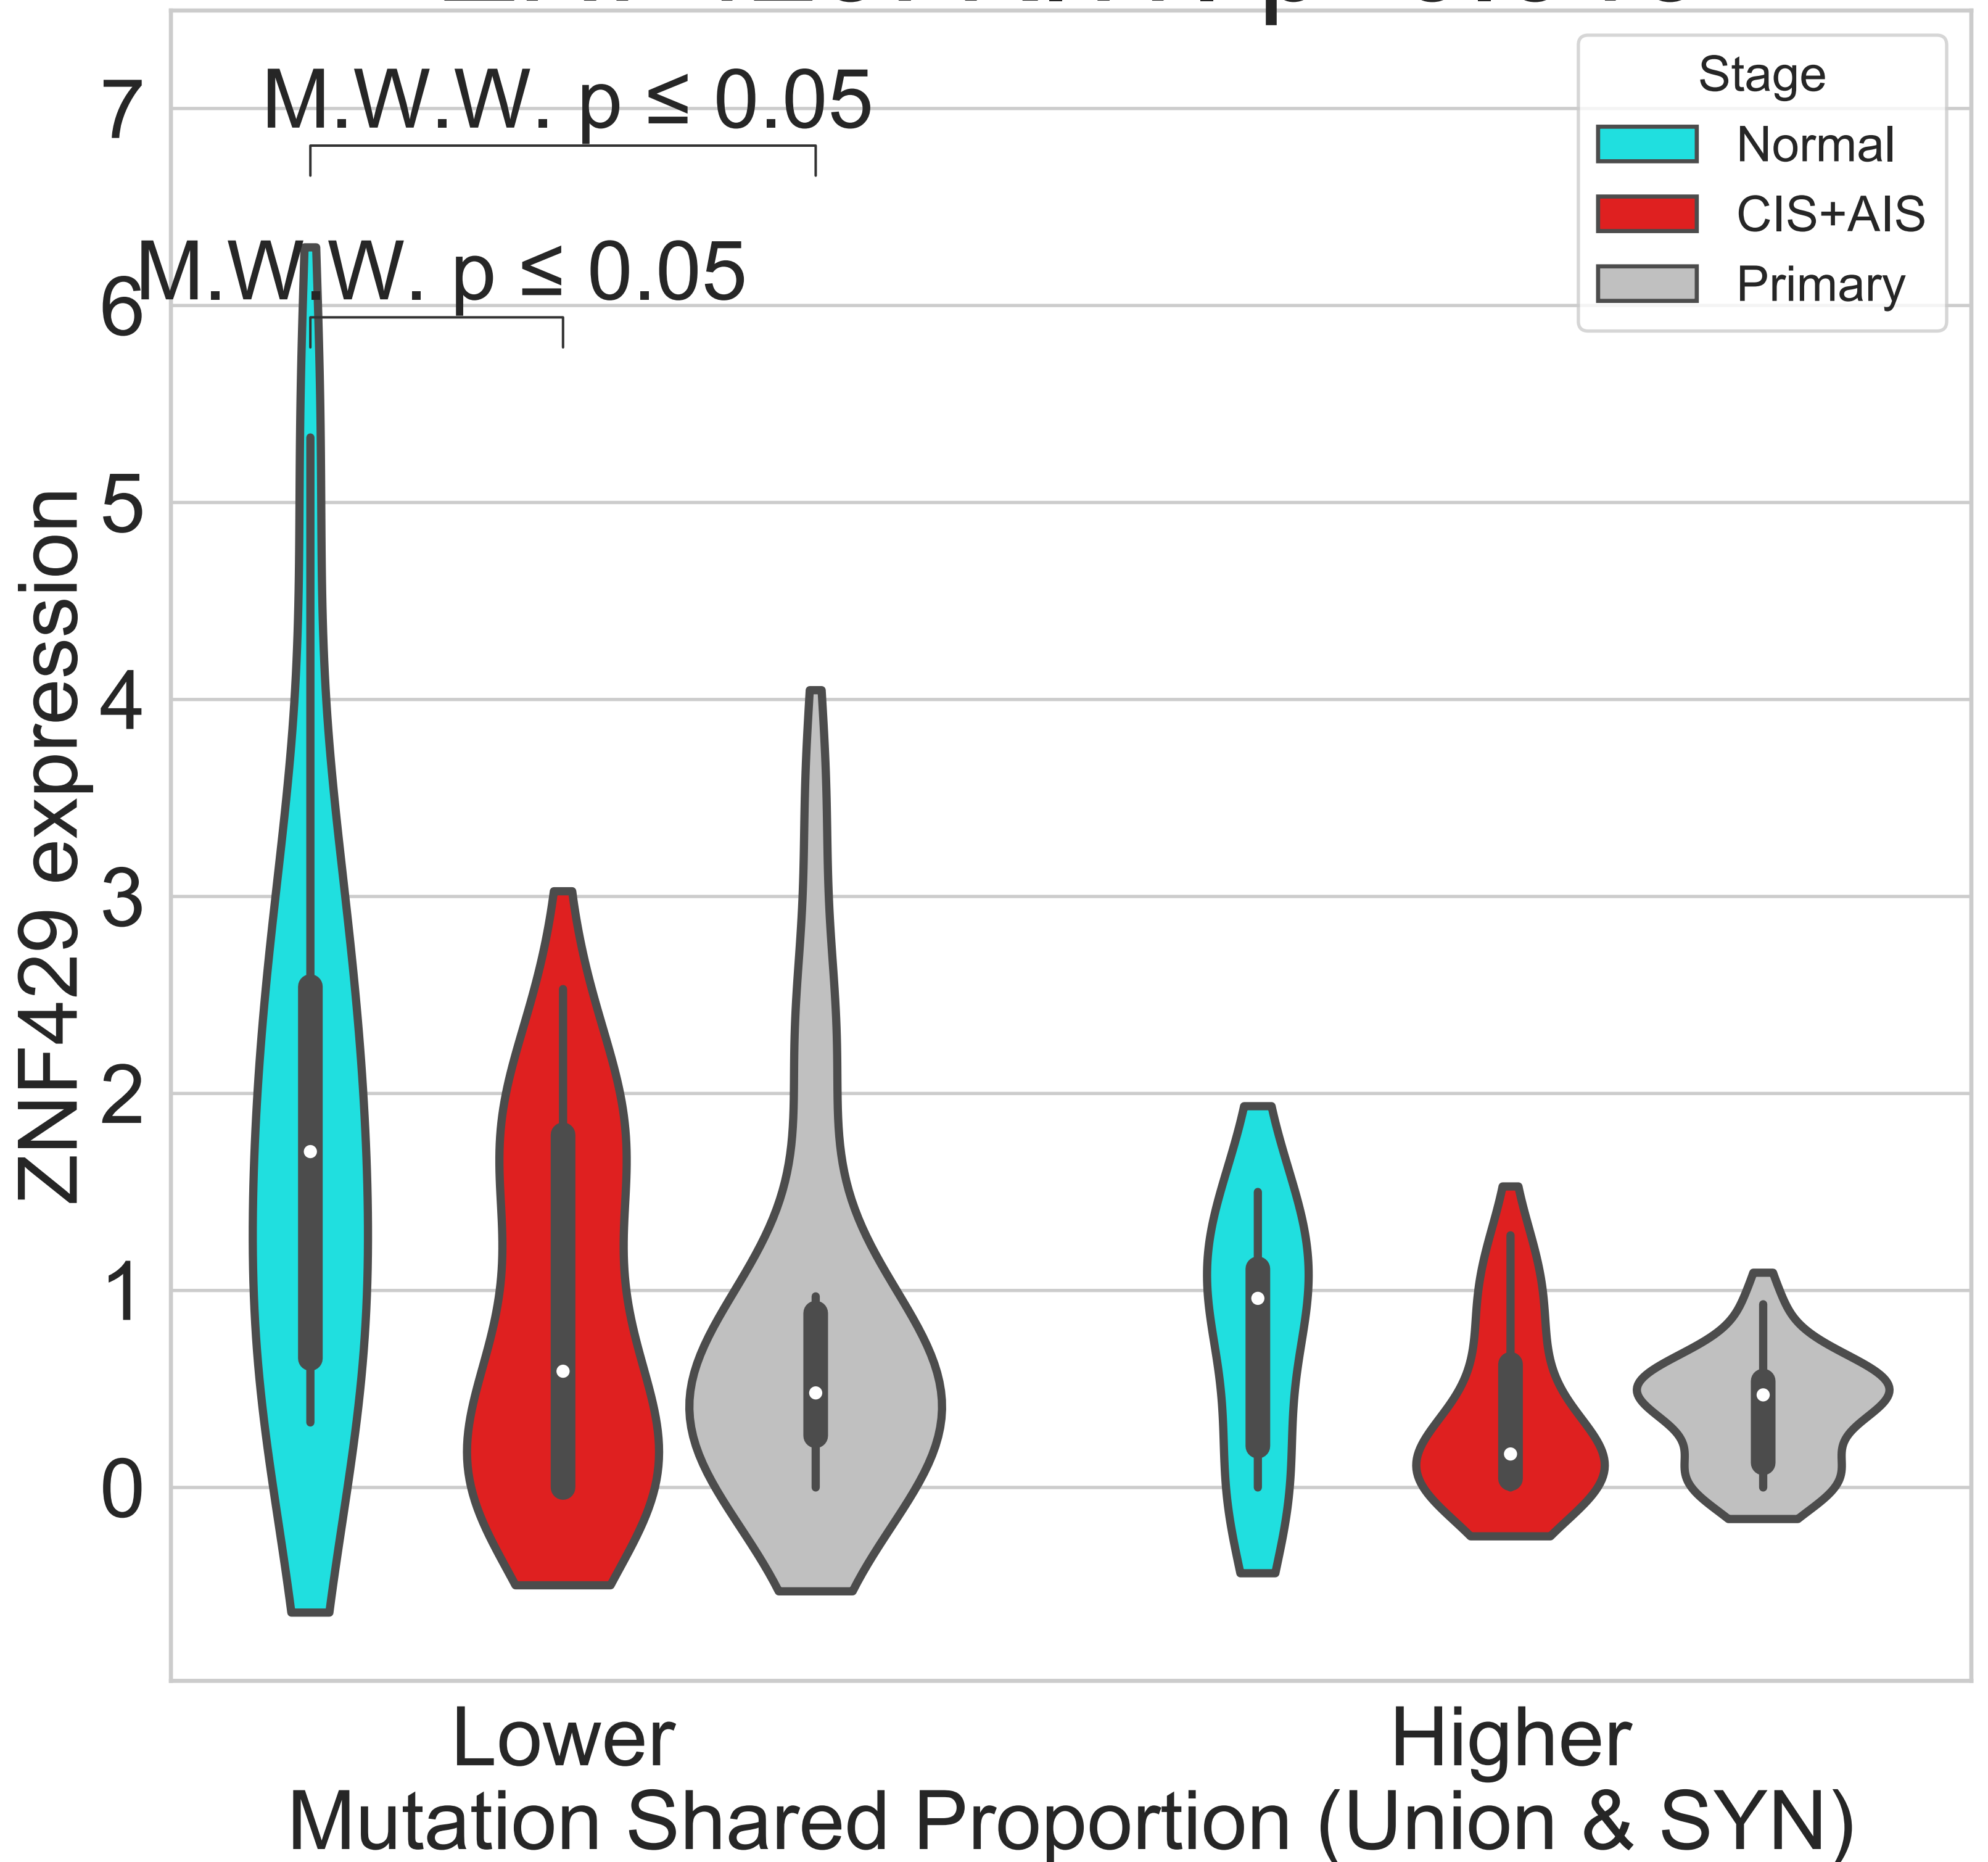 M.W.W. p ≤ 0.05
M.W.W. p ≤ 0.05
Stage
Normal
CIS+AIS
Primary
ZNF429 expression
7
6
5
4
3
2
1
0
Lower
Higher
Mutation Shared Proportion (Union & SYN)